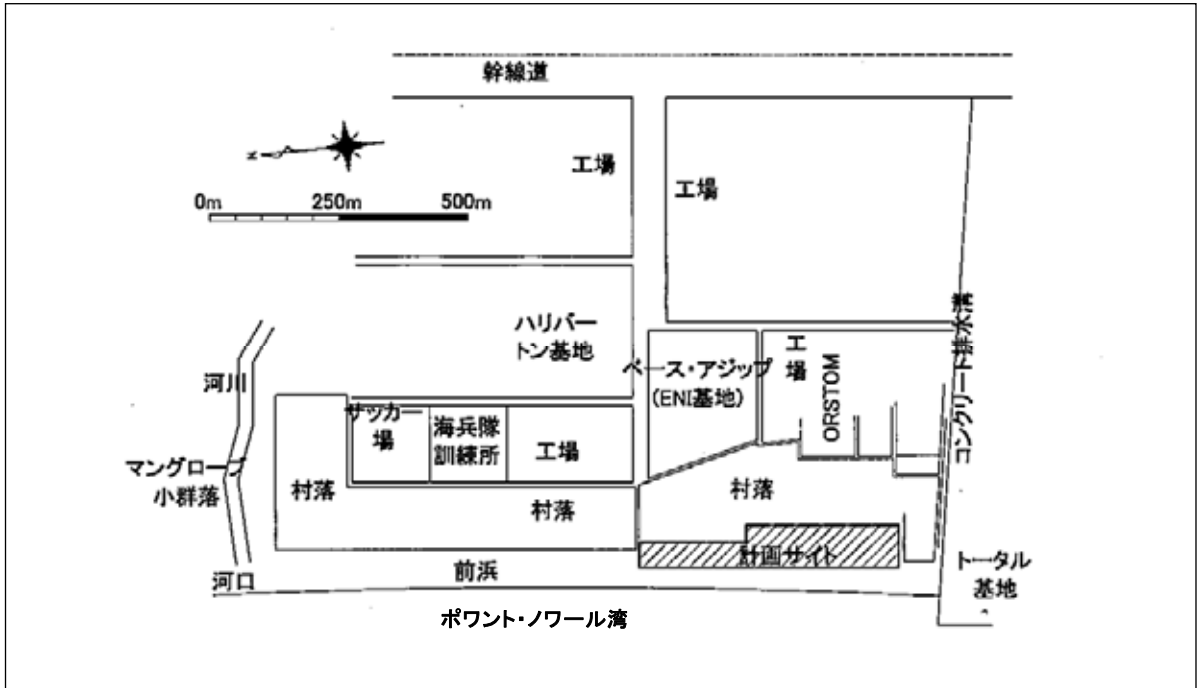 幹線道
N
工場
工場
0m 250m 500m
ハリバー
トン基地
ベース・アジップ
(ENI基地)
工場
ORSTOM
コンクリート排水溝
河川
サッカー
場
海兵隊
訓練所
工場
マングローブ
小群落
村落
村落
村落
計画サイト
前浜
河口
トータル
基地
ポワント・ノワール湾